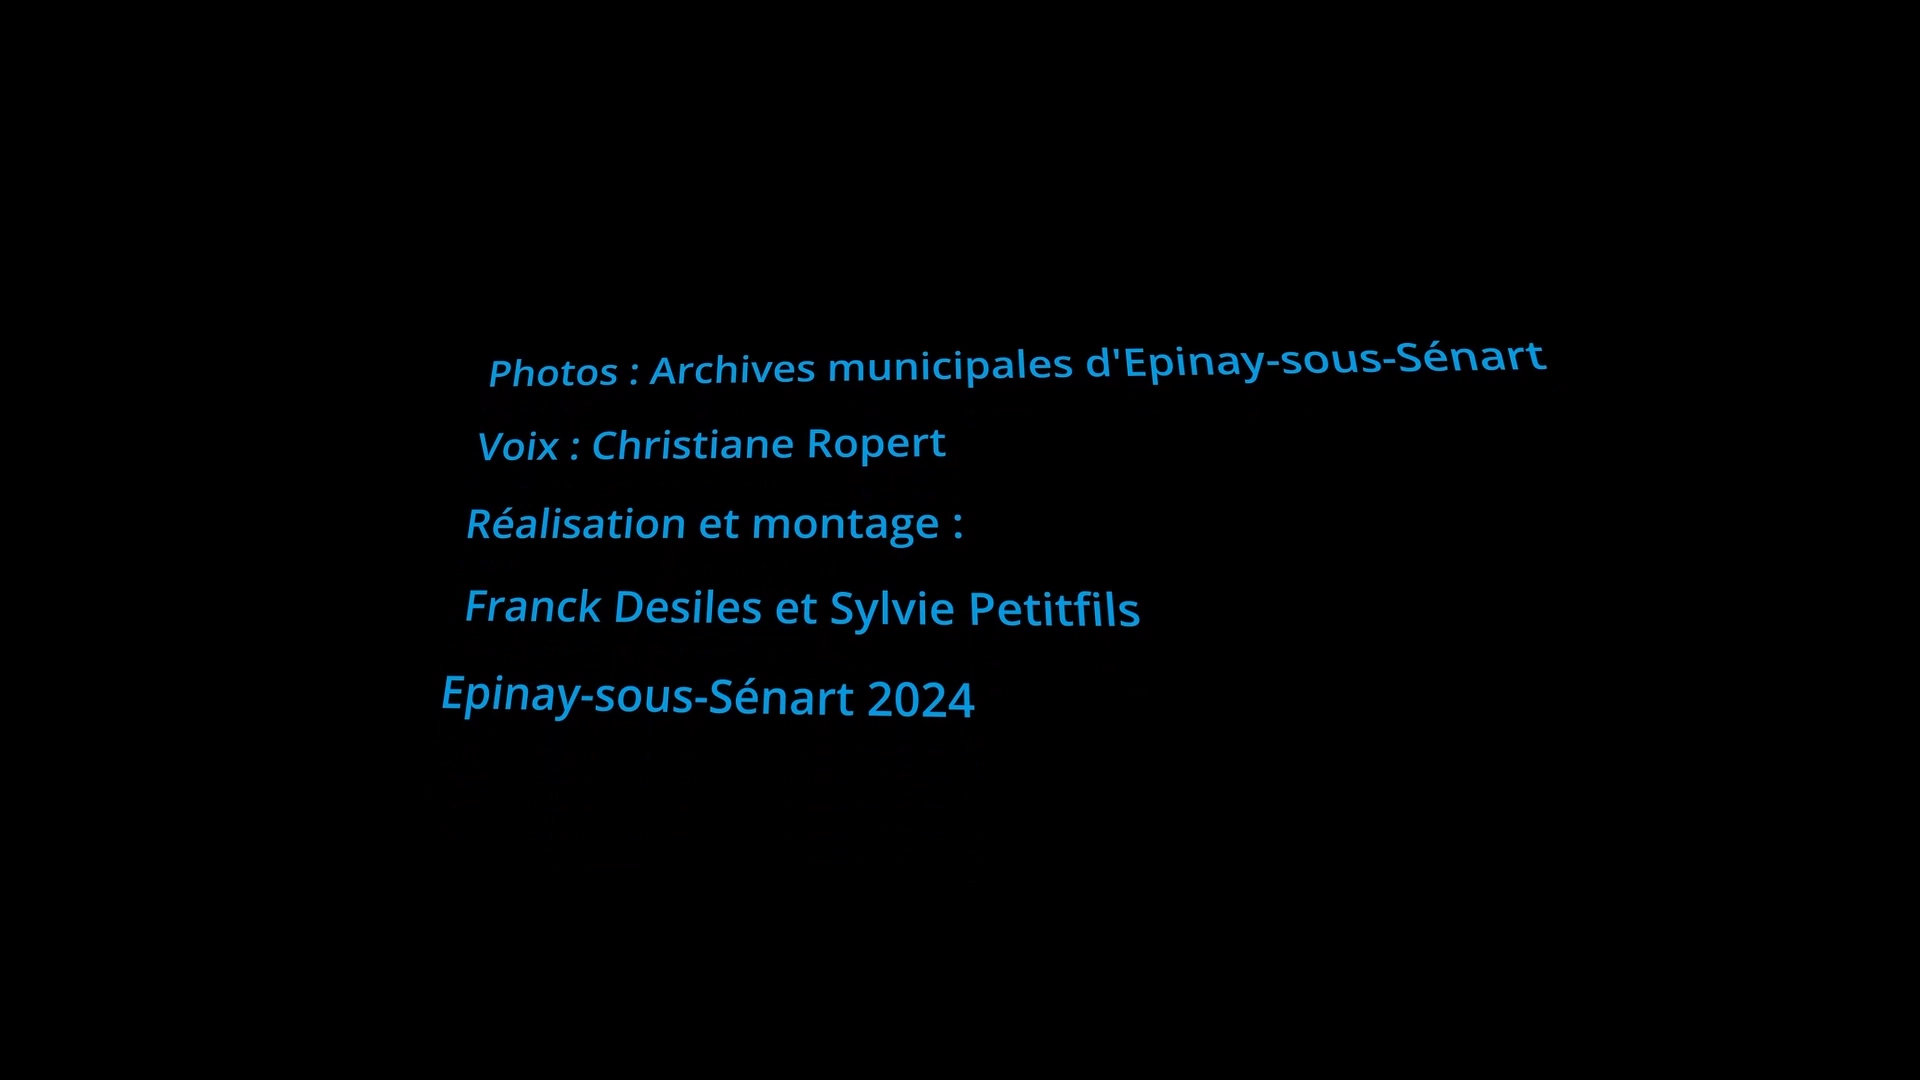 Photos : Archives municipales d'Epinay-sous-Sénart
Voix : Christiane Ropert
Réalisation et montage :
Franck Desiles et Sylvie Petitfils
Epinay-sous-Sénart 2024